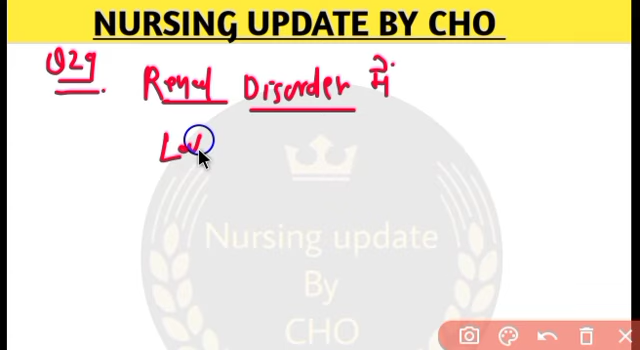 NURSING UPDATE BY CHO
Q29
Renal Disorder में
Nursing update
By
CHO